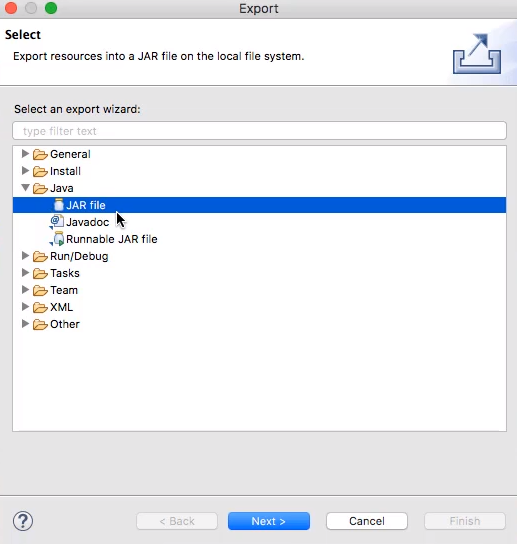 Export
Select
Export resources into a JAR file on the local file system.
Select an export wizard:
type filter text
General
Install
Java
JAR file
Javadoc
Runnable JAR file
Run/Debug
Tasks
Team
XML
Other
? < Back Next > Cancel Finish